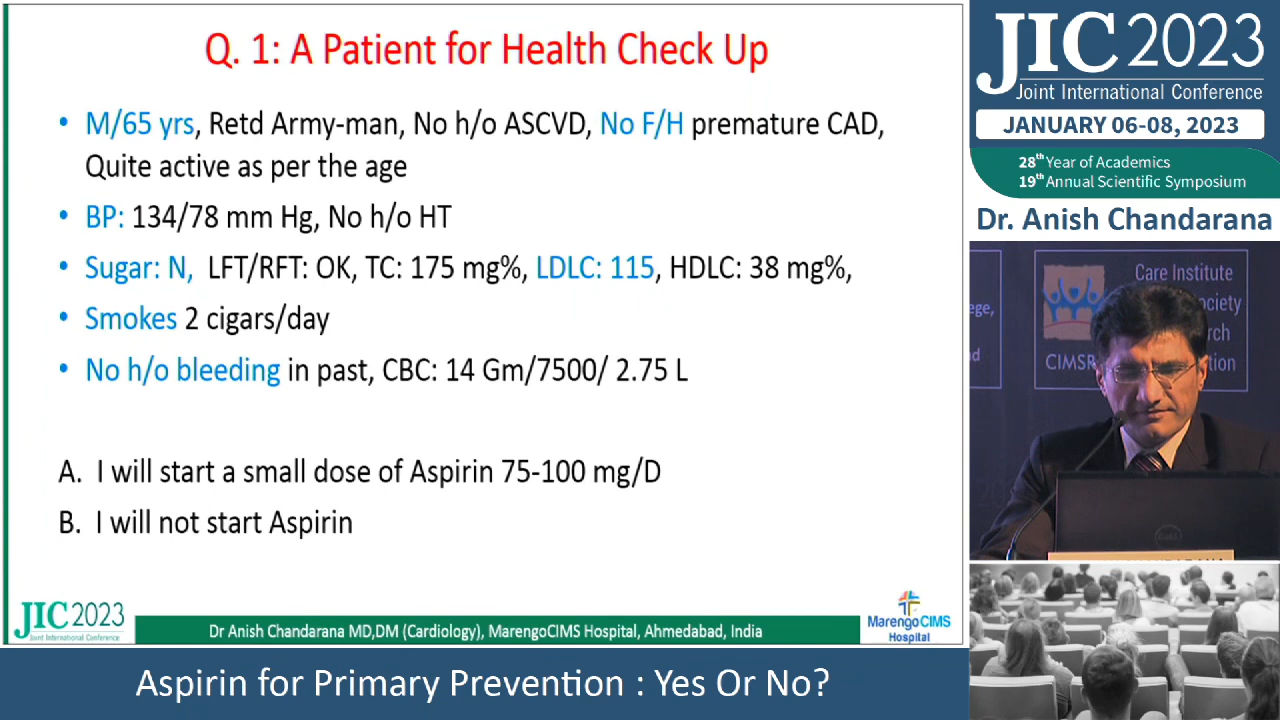 Q. 1: A Patient for Health Check Up
• M/65 yrs, Retd Army-man, No h/o ASCVD, No F/H premature CAD,
Quite active as per the age
• BP: 134/78 mm Hg, No h/o HT
• Sugar: N, LFT/RFT: OK, TC: 175 mg%, LDLC: 115, HDLC: 38 mg%,
• Smokes 2 cigars/day
• No h/o bleeding in past, CBC: 14 Gm/7500/ 2.75 L
A. I will start a small dose of Aspirin 75-100 mg/D
B. I will not start Aspirin
JIC 2023
Joint International Conference
Dr Anish Chandarana MD,DM (Cardiology), MarengoCIMS Hospital, Ahmedabad, India
MarengoCIMS
Hospital
Aspirin for Primary Prevention : Yes Or No?
JIC 2023
Joint International Conference
JANUARY 06-08, 2023
28th Year of Academics
19th Annual Scientific Symposium
Dr. Anish Chandarana
Care Institute
CIMSR